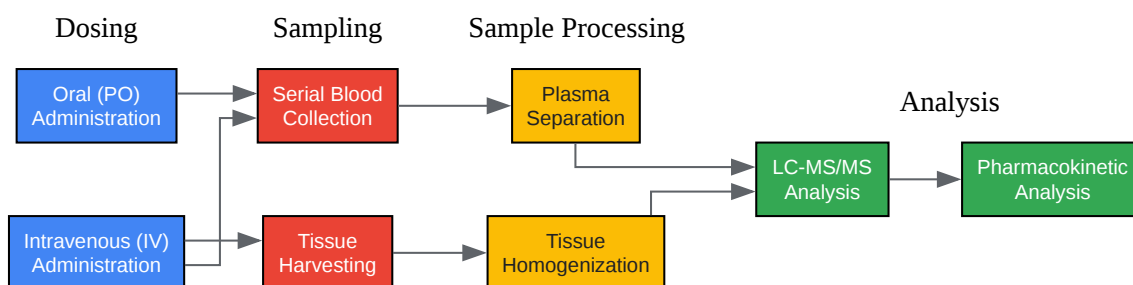 Dosing
Sampling
Sample Processing
Analysis
Oral (PO)
Administration
Serial Blood
Collection
Plasma
Separation
LC-MS/MS
Analysis
Pharmacokinetic
Analysis
Intravenous (IV)
Administration
Tissue
Harvesting
Tissue
Homogenization